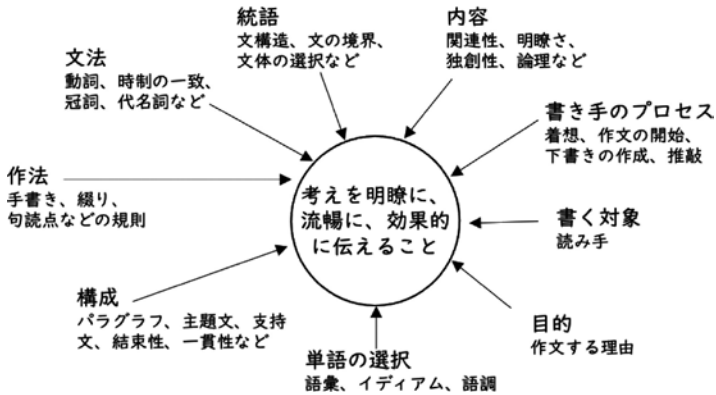 統語
文構造、文の境界、
文体の選択など
内容
関連性、明瞭さ、
独創性、論理など
文法
動詞、時制の一致、
冠詞、代名詞など
書き手のプロセス
着想、作文の開始、
下書きの作成、推敲
作法
手書き、綴り、
句読点などの規則
考えを明瞭に、
流暢に、効果的
に伝えること
書く対象
読み手
構成
パラグラフ、主題文、支持
文、結束性、一貫性など
目的
作文する理由
単語の選択
語彙、イディアム、語調